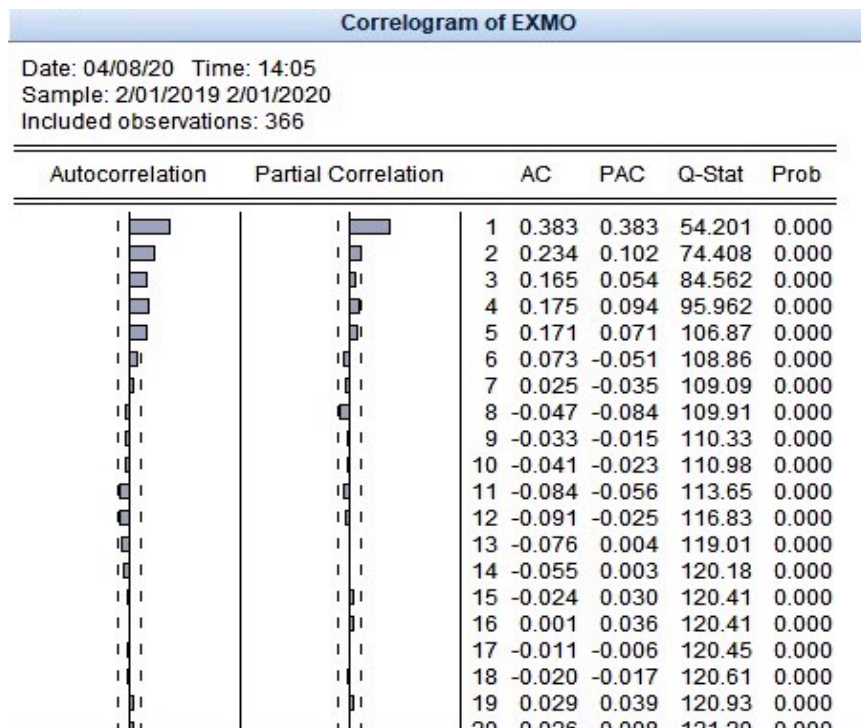 Correlogram of EXMO
Date: 04/08/20 Time: 14:05
Sample: 2/01/2019 2/01/2020
Included observations: 366
Autocorrelation Partial Correlation AC PAC Q-Stat Prob
1 0.383 0.383 54.201 0.000
2 0.234 0.102 74.408 0.000
3 0.165 0.054 84.562 0.000
4 0.175 0.094 95.962 0.000
5 0.171 0.071 106.87 0.000
6 0.073 -0.051 108.86 0.000
7 0.025 -0.035 109.09 0.000
8 -0.047 -0.084 109.91 0.000
9 -0.033 -0.015 110.33 0.000
10 -0.041 -0.023 110.98 0.000
11 -0.084 -0.056 113.65 0.000
12 -0.091 -0.025 116.83 0.000
13 -0.076 0.004 119.01 0.000
14 -0.055 0.003 120.18 0.000
15 -0.024 0.030 120.41 0.000
16 0.001 0.036 120.41 0.000
17 -0.011 -0.006 120.45 0.000
18 -0.020 -0.017 120.61 0.000
19 0.029 0.039 120.93 0.000